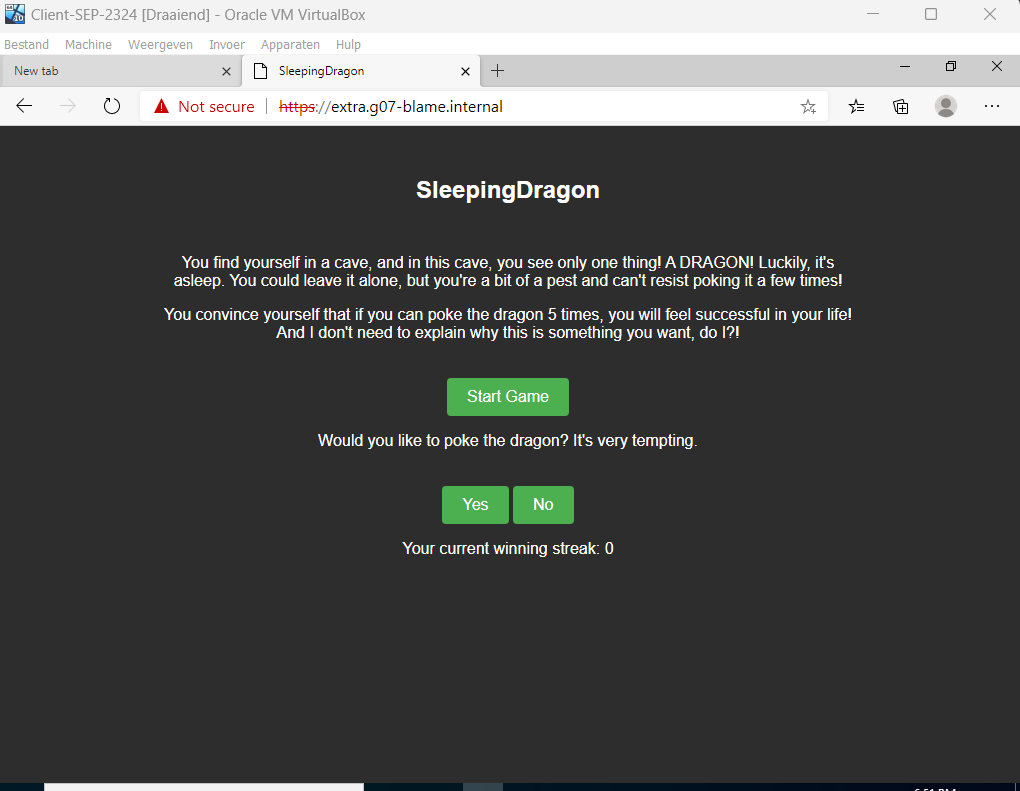 Client-SEP-2324 [Draaiend] - Oracle VM VirtualBox
Bestand Machine Weergeven Invoer Apparaten Hulp
New tab SleepingDragon
Not secure https://extra.g07-blame.internal
SleepingDragon
You find yourself in a cave, and in this cave, you see only one thing! A DRAGON! Luckily, it's
asleep. You could leave it alone, but you're a bit of a pest and can't resist poking it a few times!
You convince yourself that if you can poke the dragon 5 times, you will feel successful in your life!
And I don't need to explain why this is something you want, do I?!
Start Game
Would you like to poke the dragon? It's very tempting.
Yes No
Your current winning streak: 0